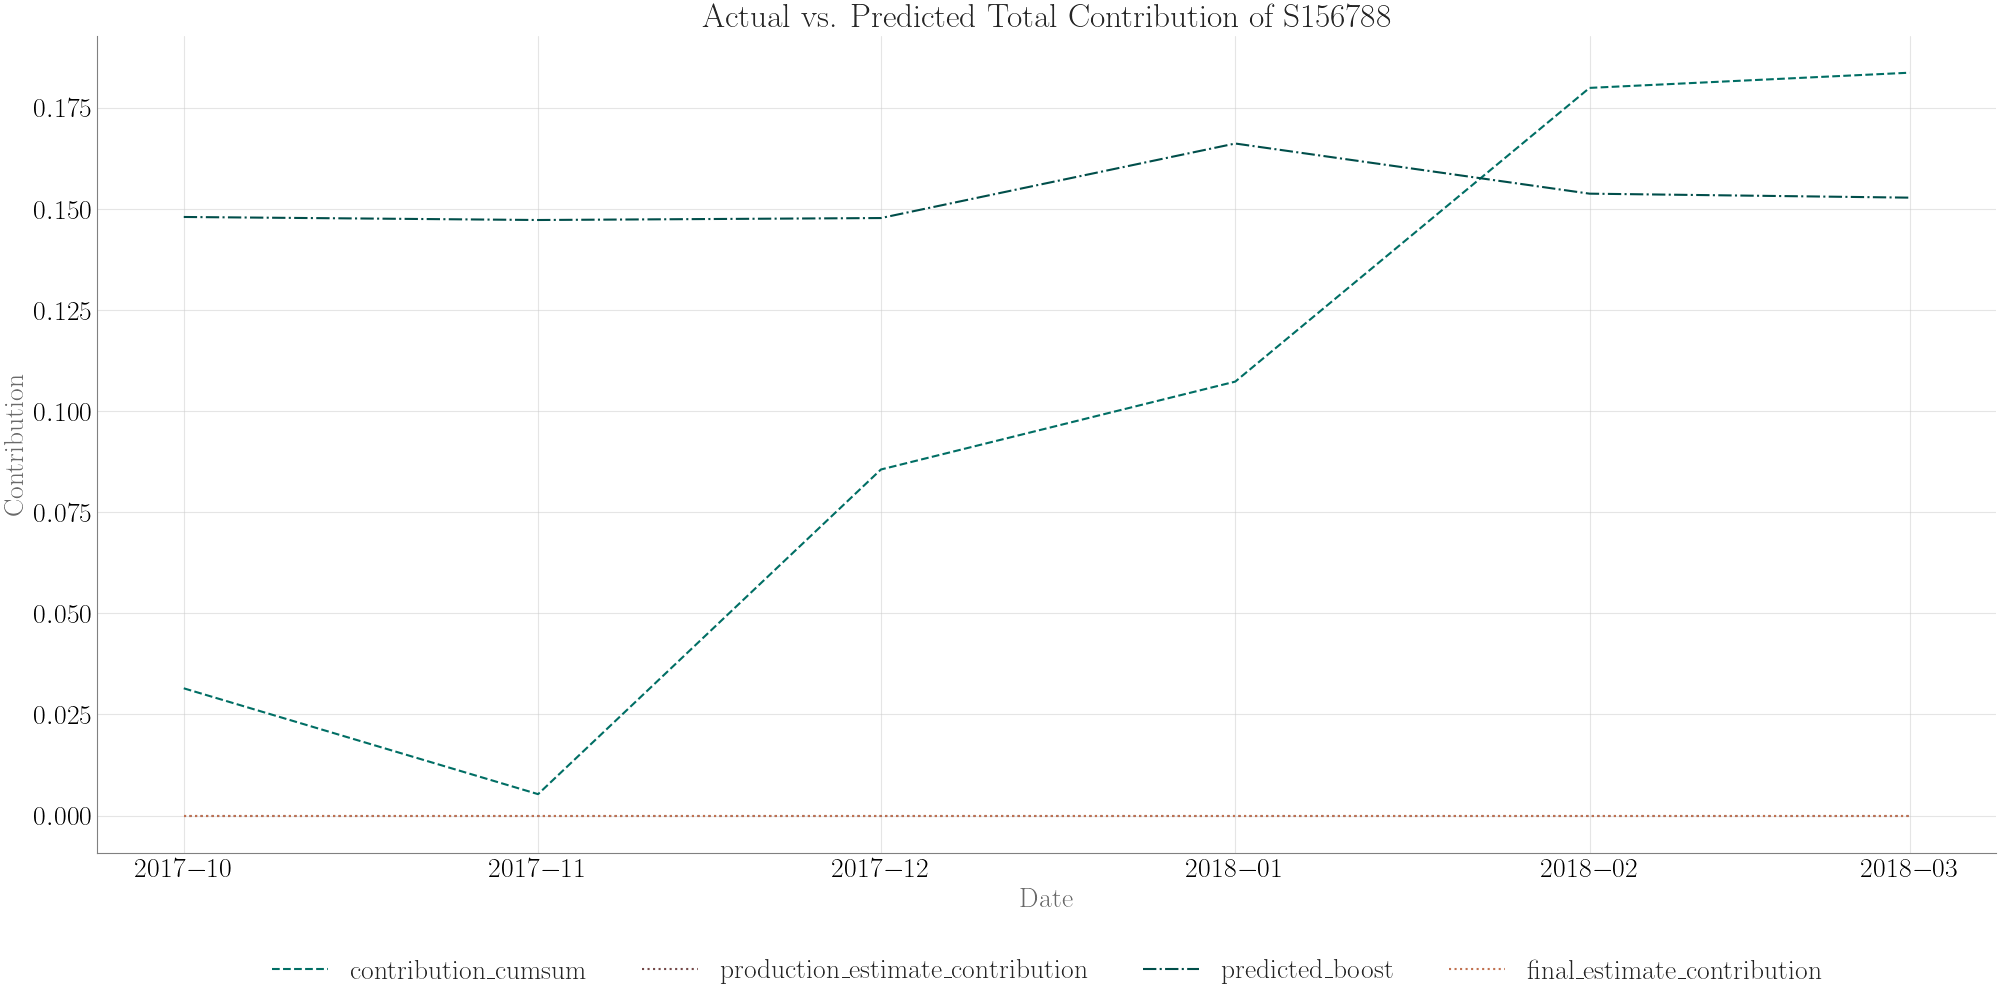 Actual vs. Predicted Total Contribution of S156788
Contribution
0.175
0.150
0.125
0.100
0.075
0.050
0.025
0.000
2017−10 2017−11 2017−12 2018−01 2018−02 2018−03
Date
contribution_cumsum production_estimate_contribution predicted_boost final_estimate_contribution